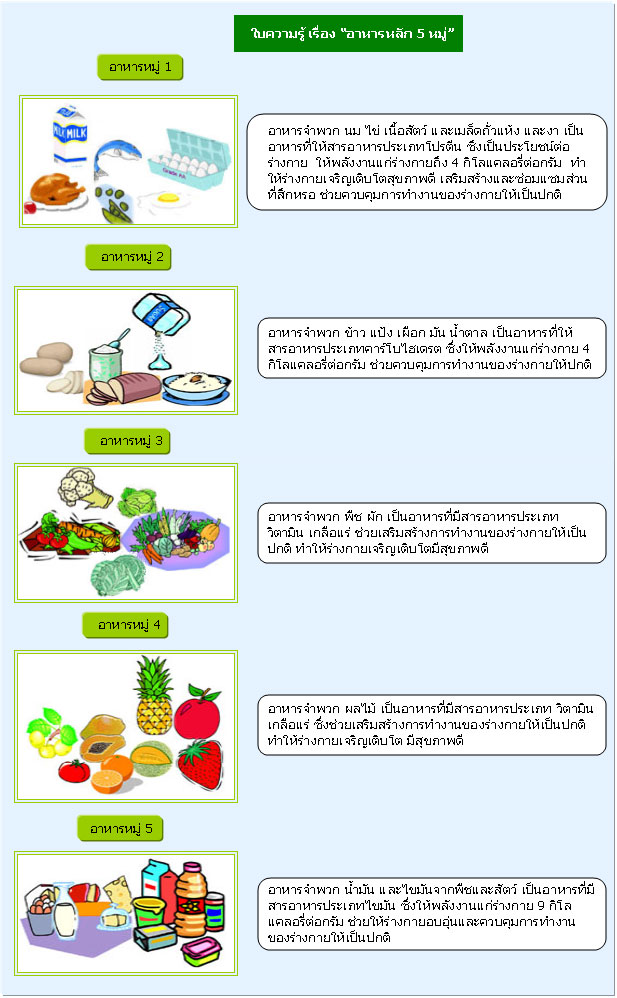 ใบความรู้ เรื่อง “อาหารหลัก 5 หมู่”
อาหารหมู่ 1
MILK
MILK
Grade AA
อาหารจำพวก นม ไข่ เนื้อสัตว์ และเมล็ดถั่วแห้ง และงา เป็น
อาหารที่ให้สารอาหารประเภทโปรตีน ซึ่งเป็นประโยชน์ต่อ
ร่างกาย ให้พลังงานแก่ร่างกายถึง 4 กิโลแคลอรี่ต่อกรัม ทำ
ให้ร่างกายเจริญเติบโตสุขภาพดี เสริมสร้างและซ่อมแซมส่วน
ที่สึกหรอ ช่วยควบคุมการทำงานของร่างกายให้เป็นปกติ
อาหารหมู่ 2
อาหารจำพวก ข้าว แป้ง เผือก มัน น้ำตาล เป็นอาหารที่ให้
สารอาหารประเภทคาร์โบไฮเดรต ซึ่งให้พลังงานแก่ร่างกาย 4
กิโลแคลอรี่ต่อกรัม ช่วยควบคุมการทำงานของร่างกายให้ปกติ
อาหารหมู่ 3
อาหารจำพวก พืช ผัก เป็นอาหารที่มีสารอาหารประเภท
วิตามิน เกลือแร่ ช่วยเสริมสร้างการทำงานของร่างกายให้เป็น
ปกติ ทำให้ร่างกายเจริญเติบโตมีสุขภาพดี
อาหารหมู่ 4
อาหารจำพวก ผลไม้ เป็นอาหารที่มีสารอาหารประเภท วิตามิน
เกลือแร่ ซึ่งช่วยเสริมสร้างการทำงานของร่างกายให้เป็นปกติ
ทำให้ร่างกายเจริญเติบโต มีสุขภาพดี
อาหารหมู่ 5
อาหารจำพวก น้ำมัน และไขมันจากพืชและสัตว์ เป็นอาหารที่มี
สารอาหารประเภทไขมัน ซึ่งให้พลังงานแก่ร่างกาย 9 กิโล
แคลอรี่ต่อกรัม ช่วยให้ร่างกายอบอุ่นและควบคุมการทำงาน
ของร่างกายให้เป็นปกติ